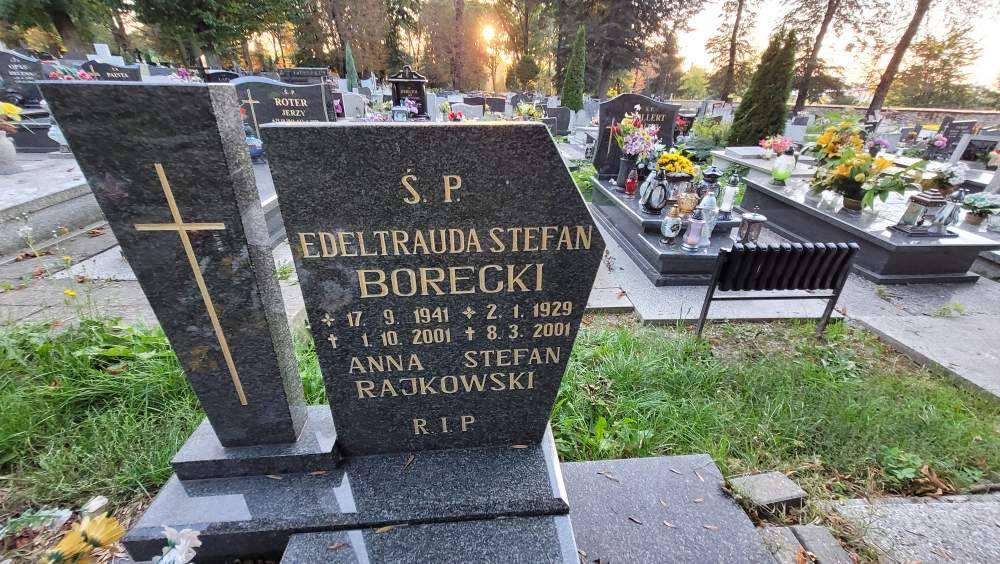 Ś. P.
EDELTRAUDA STEFAN
BORECKI
✢ 17. 9. 1941 ✢ 2. 1. 1929
✝ 1. 10. 2001 ✝ 8. 3. 2001
ANNA STEFAN
RAJKOWSKI
R. I. P
ROTER
JERZY
PAINTA